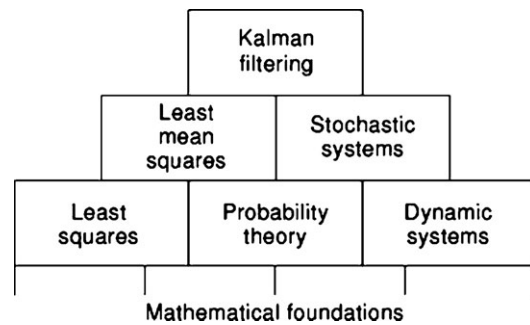 Kalman
filtering
Least
mean
squares
Stochastic
systems
Least
squares
Probability
theory
Dynamic
systems
Mathematical foundations